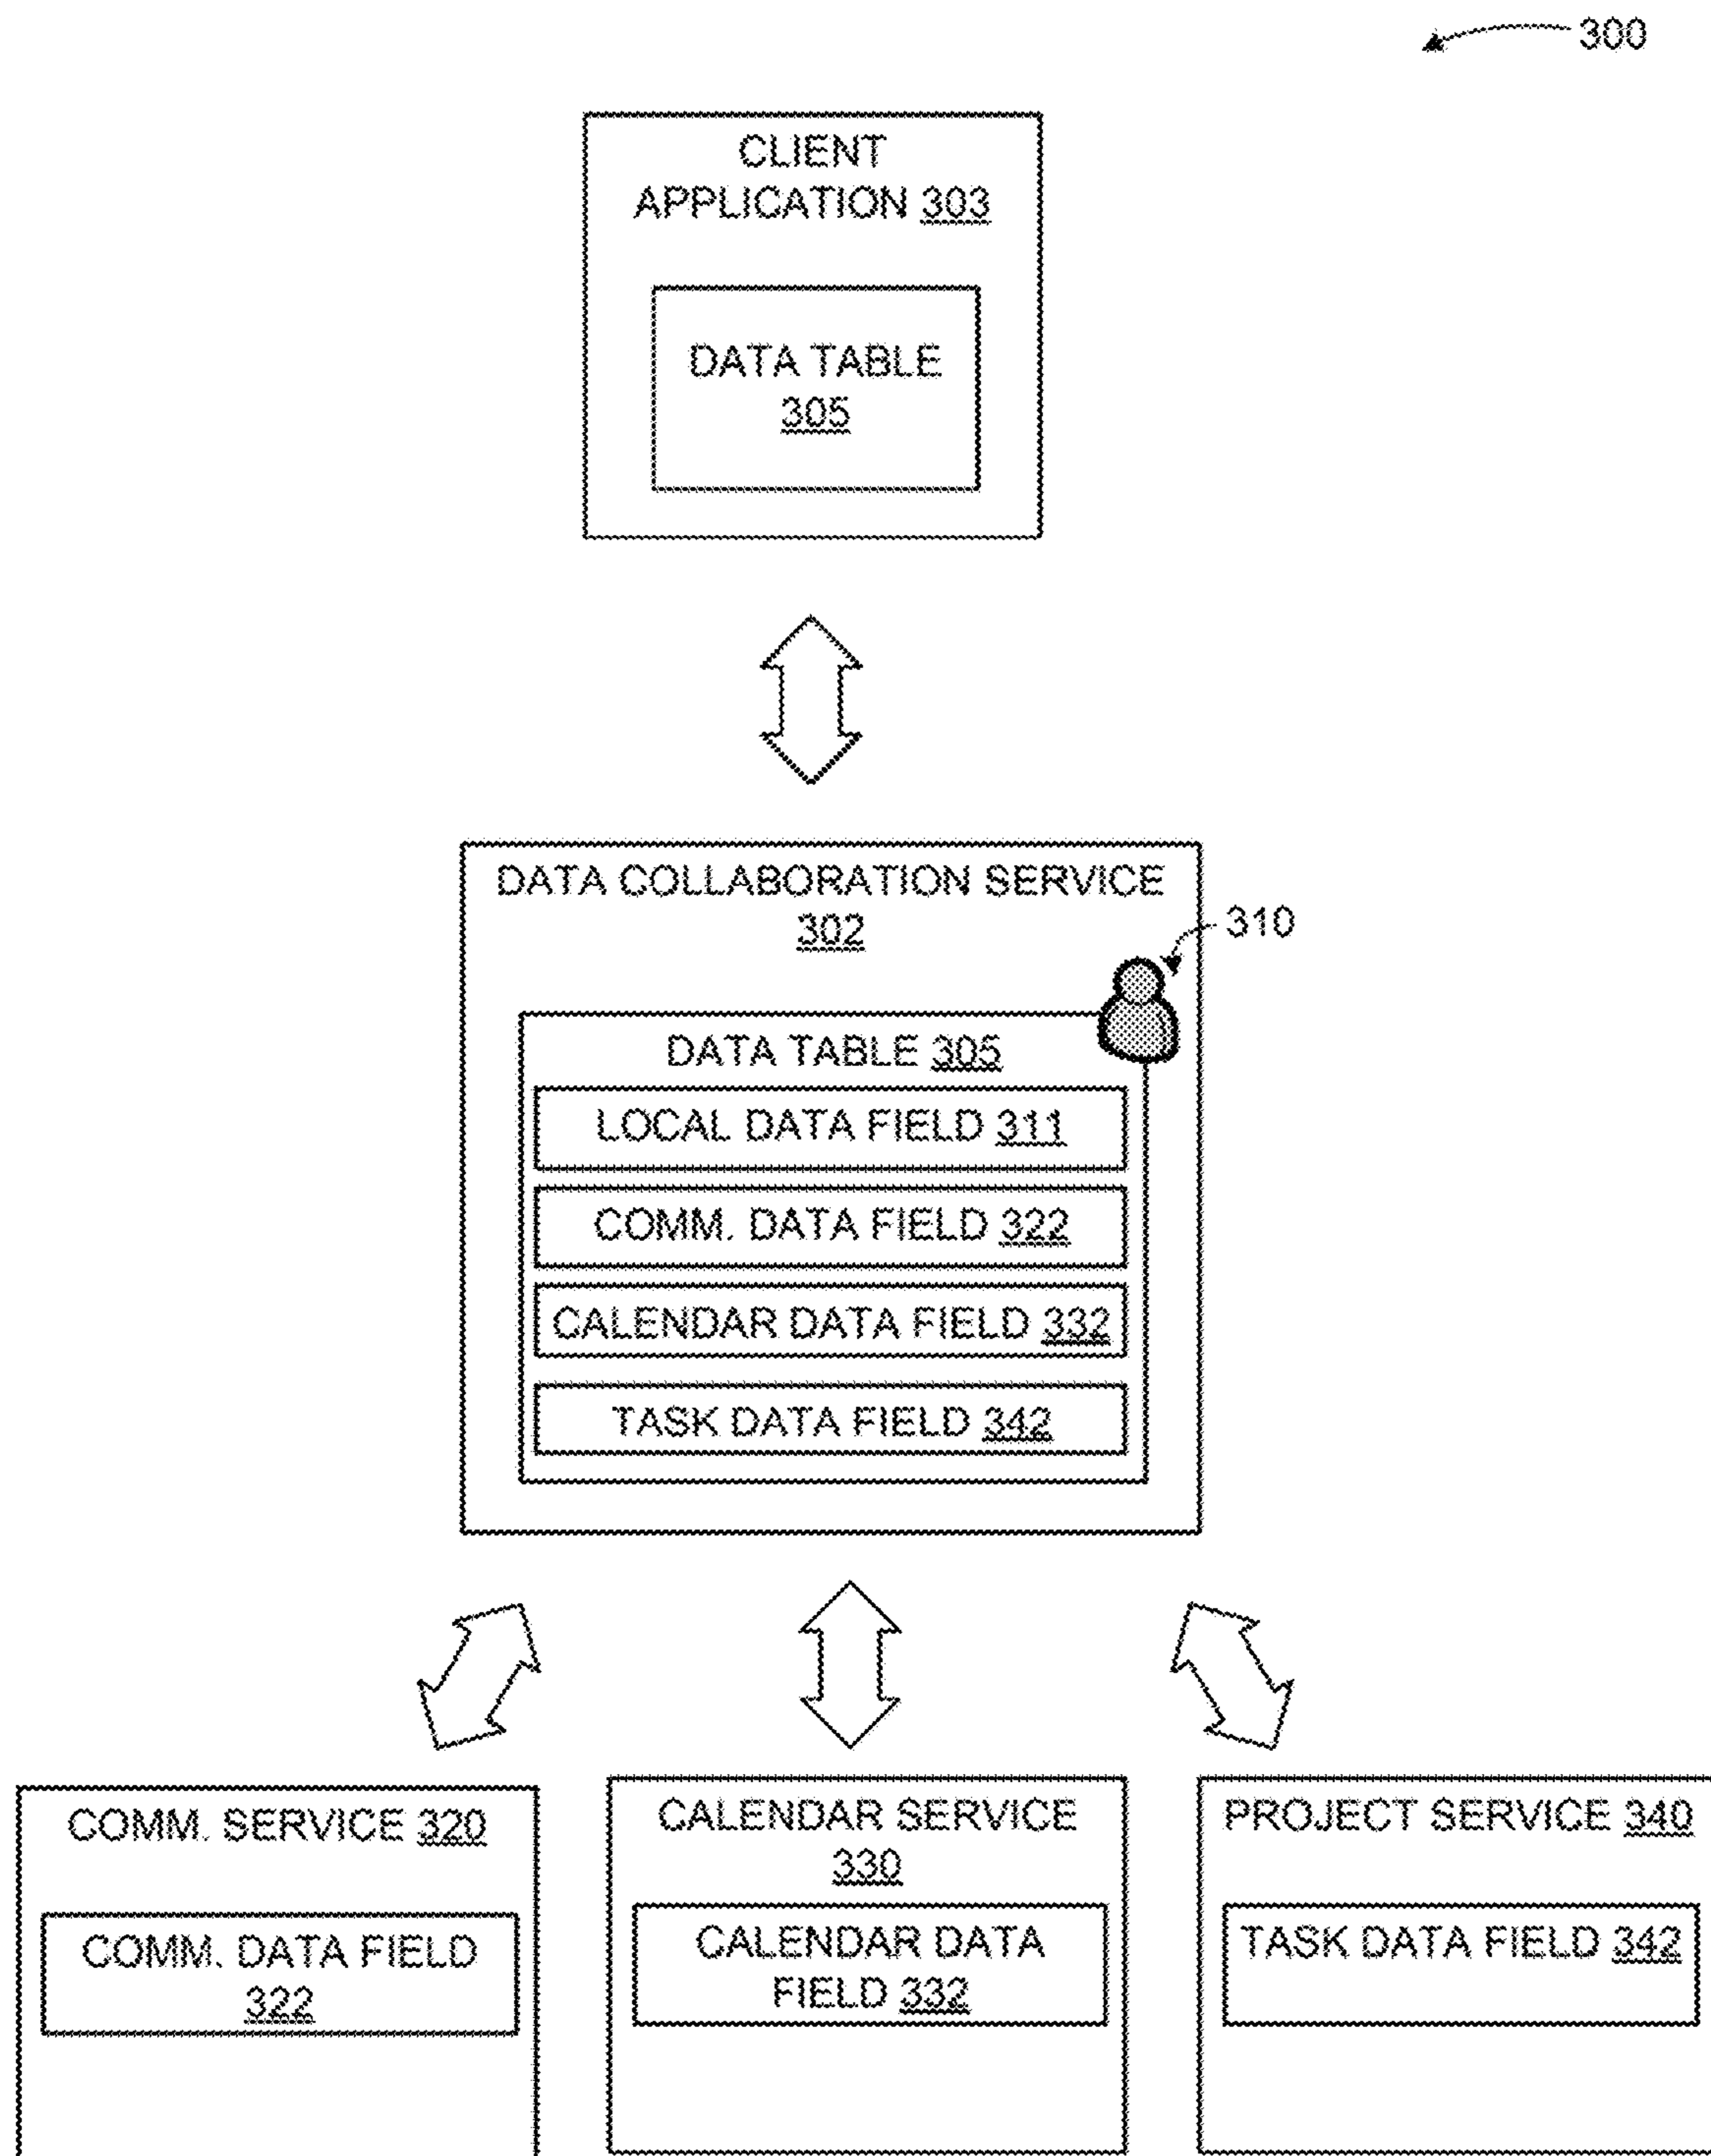 300
CLIENT
APPLICATION 303
DATA TABLE
305
DATA COLLABORATION SERVICE
302
310
DATA TABLE 305
LOCAL DATA FIELD 311
COMM. DATA FIELD 322
CALENDAR DATA FIELD 332
TASK DATA FIELD 342
COMM. SERVICE 320
COMM. DATA FIELD
322
CALENDAR SERVICE
330
CALENDAR DATA
FIELD 332
PROJECT SERVICE 340
TASK DATA FIELD 342